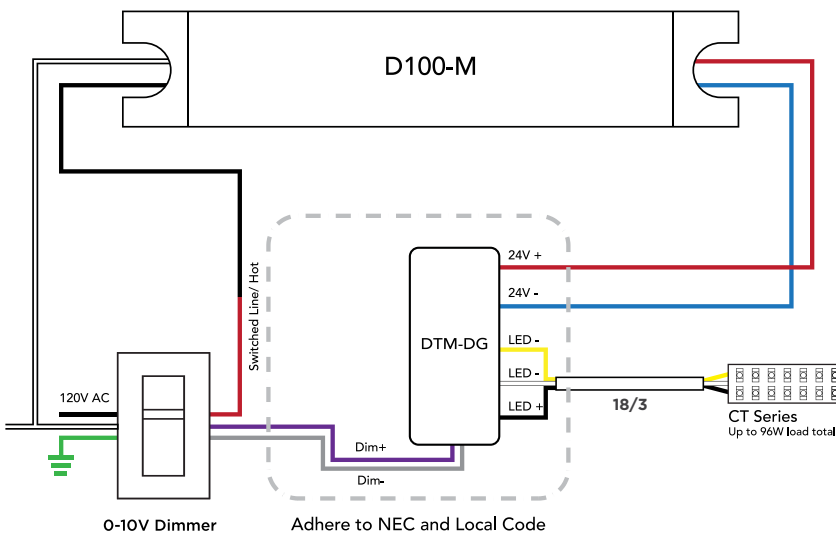 D100-M
Switched Line/ Hot
24V +
24V -
DTM-DG
LED -
LED -
LED +
18/3
CT Series
Up to 96W load total
120V AC
Dim+
Dim-
0-10V Dimmer
Adhere to NEC and Local Code